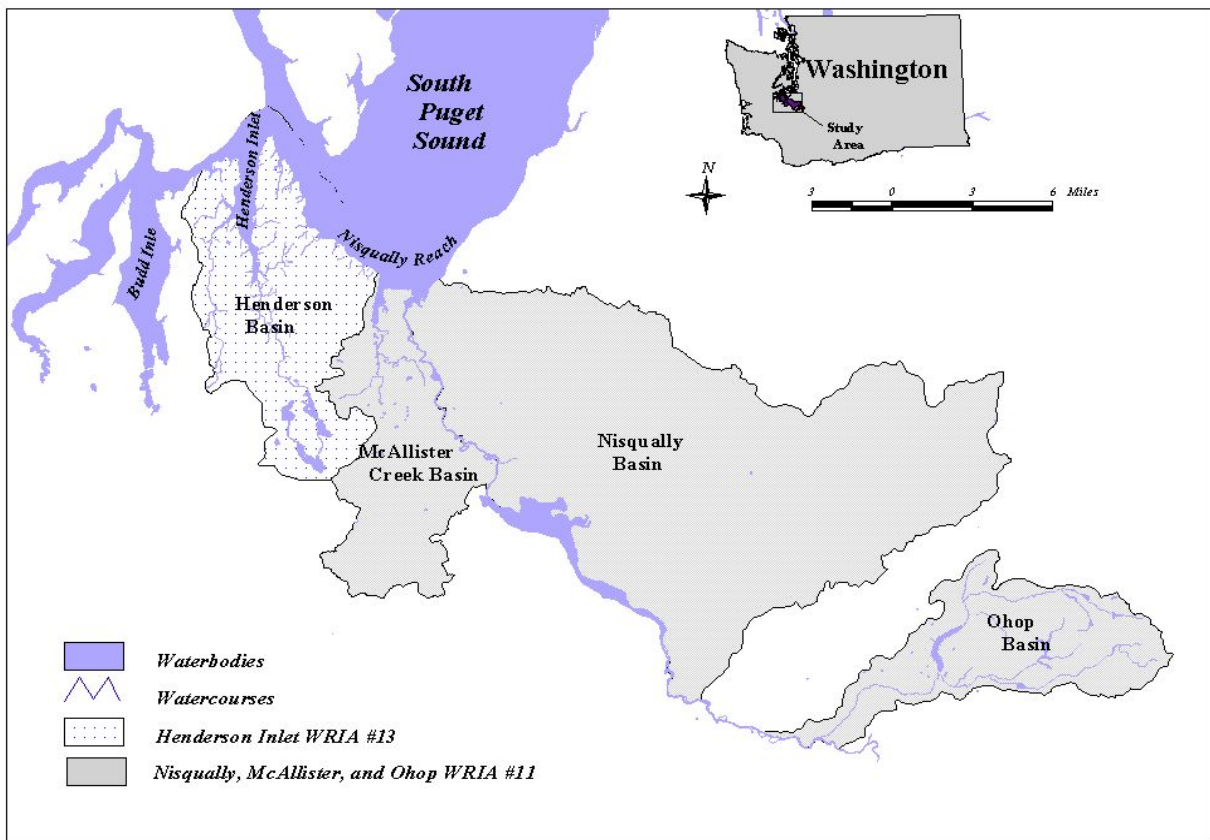 South
Puget
Sound
Washington
Study
Area
N
3 0 3 6 Miles
Henderson Inlet
Budd Inle
Nisqually Reach
Henderson
Basin
McAllister
Creek Basin
Nisqually
Basin
Ohop
Basin
Waterbodies
Watercourses
Henderson Inlet WRIA #13
Nisqually, McAllister, and Ohop WRIA #11